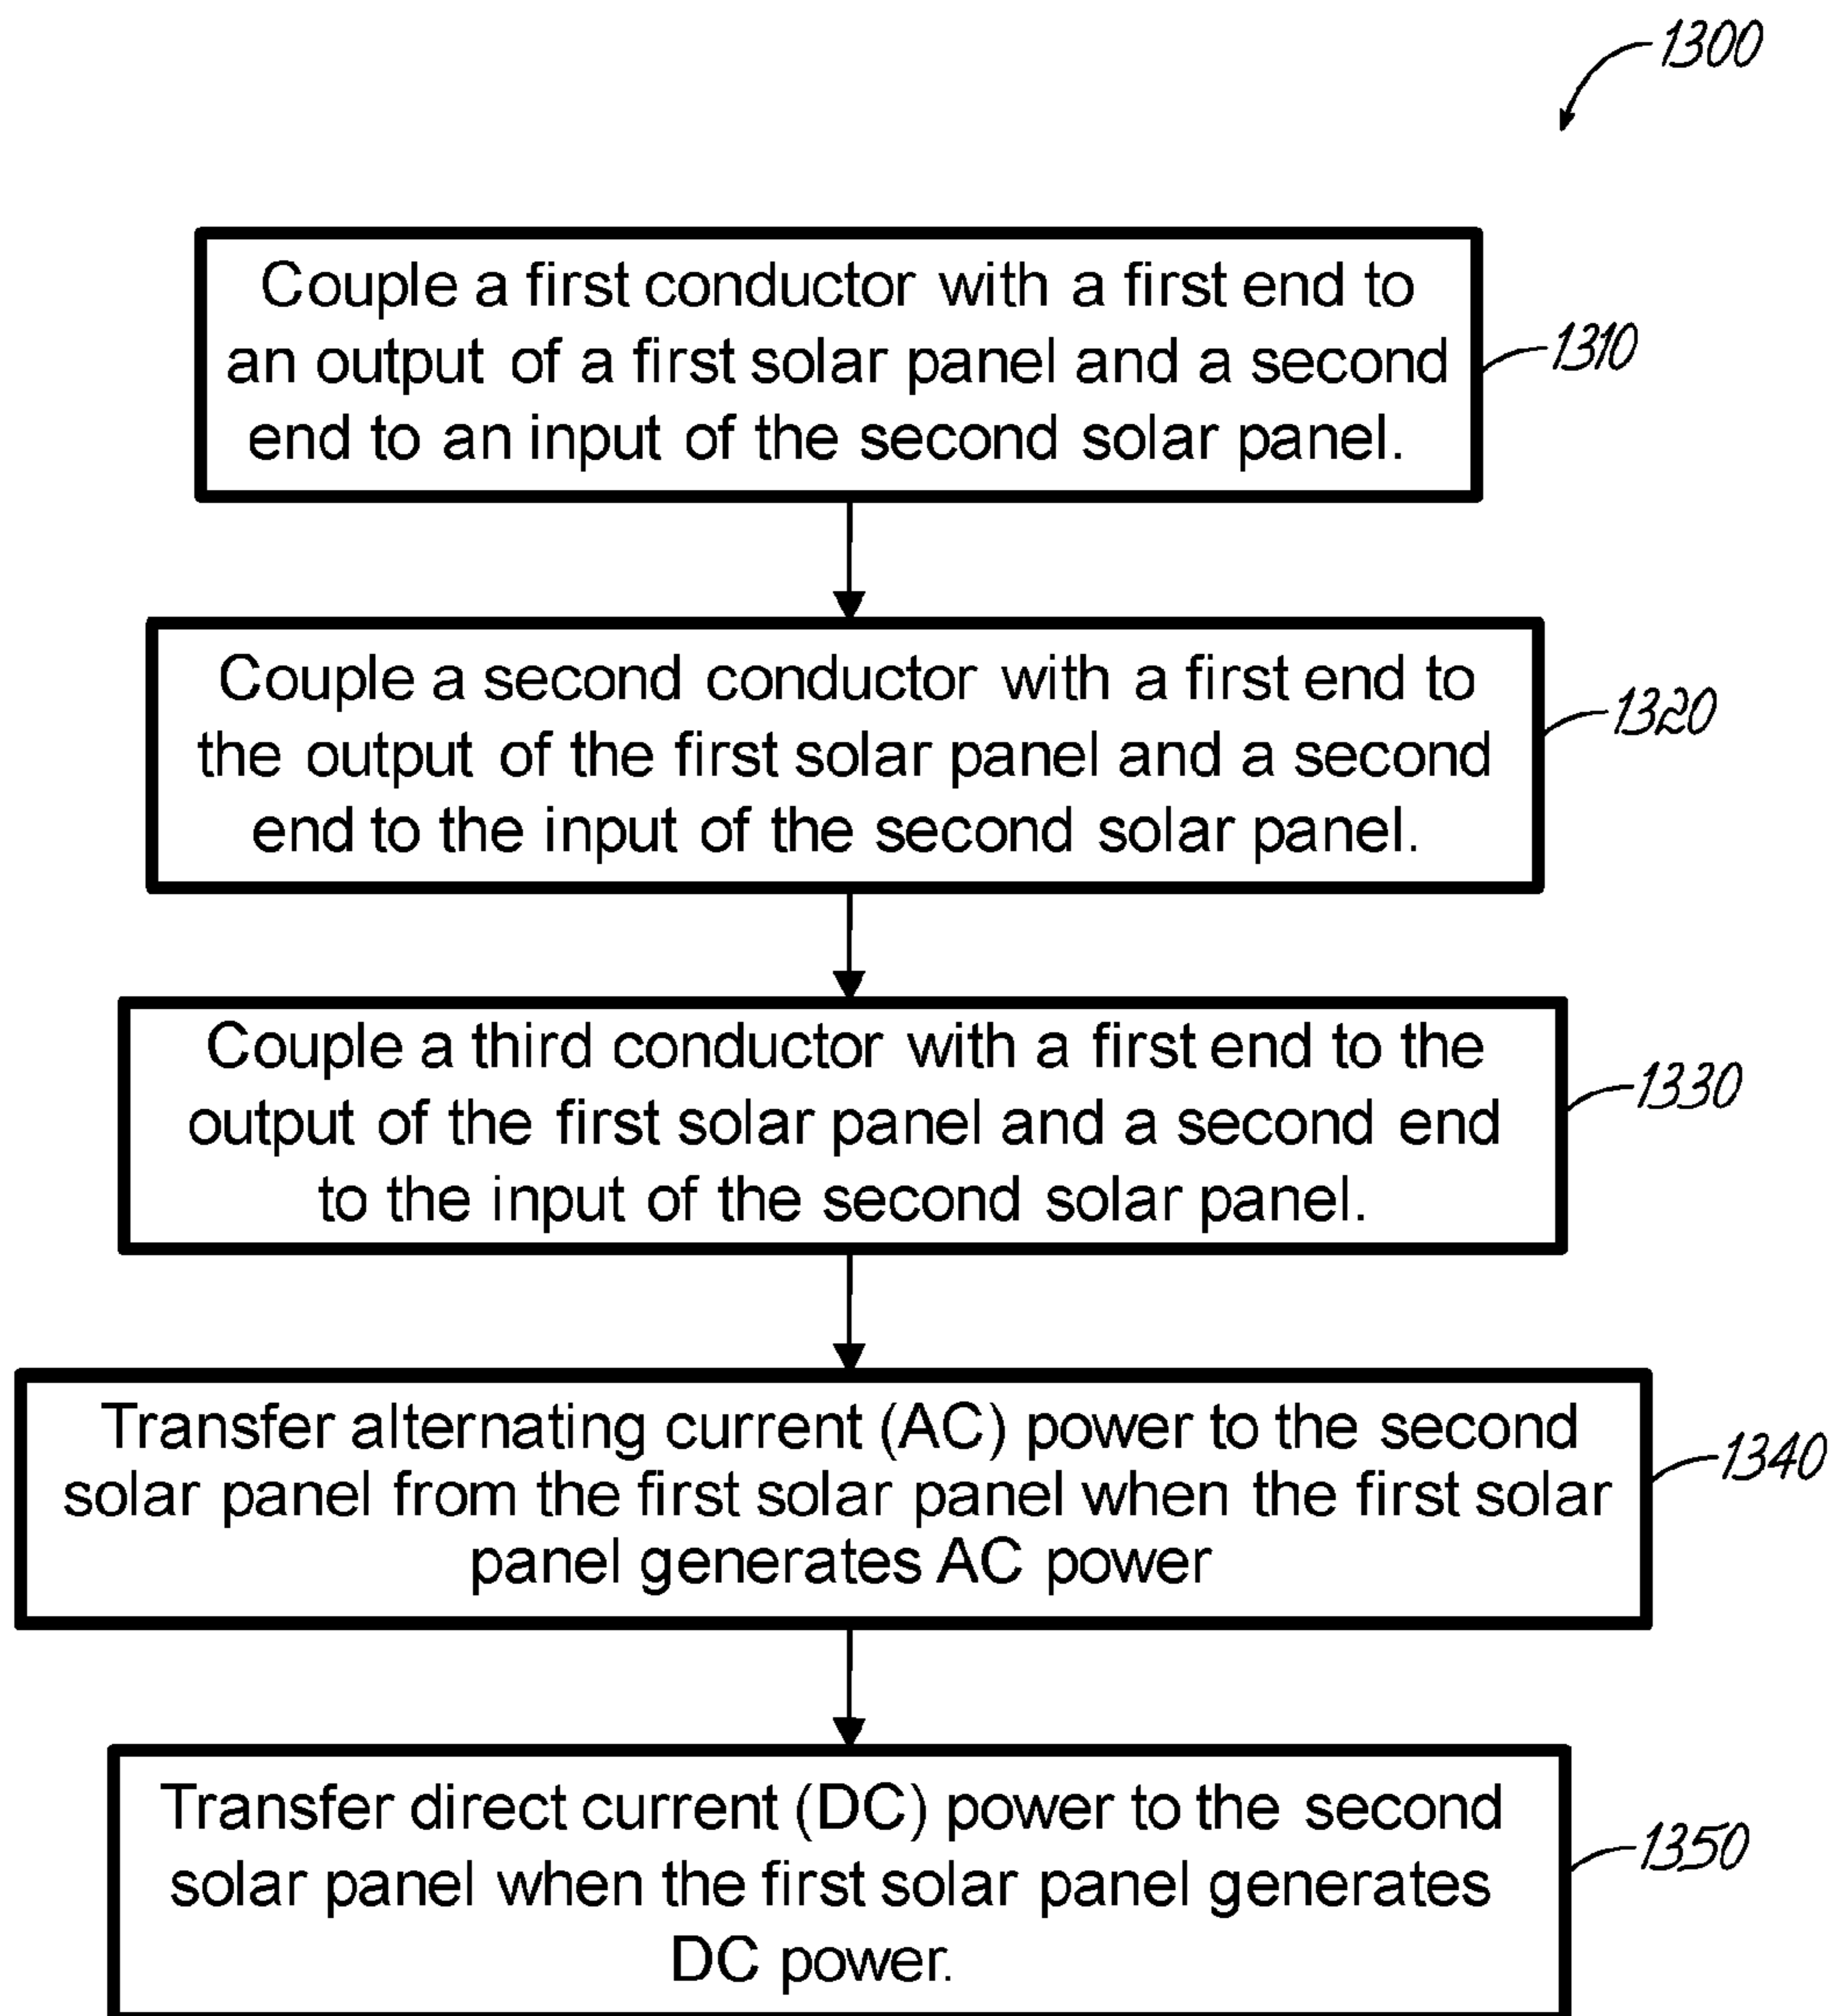 1300
Couple a first conductor with a first end to
an output of a first solar panel and a second
end to an input of the second solar panel.
1310
Couple a second conductor with a first end to
the output of the first solar panel and a second
end to the input of the second solar panel.
1320
Couple a third conductor with a first end to the
output of the first solar panel and a second end
to the input of the second solar panel.
1330
Transfer alternating current (AC) power to the second
solar panel from the first solar panel when the first solar
panel generates AC power
1340
Transfer direct current (DC) power to the second
solar panel when the first solar panel generates
DC power.
1350